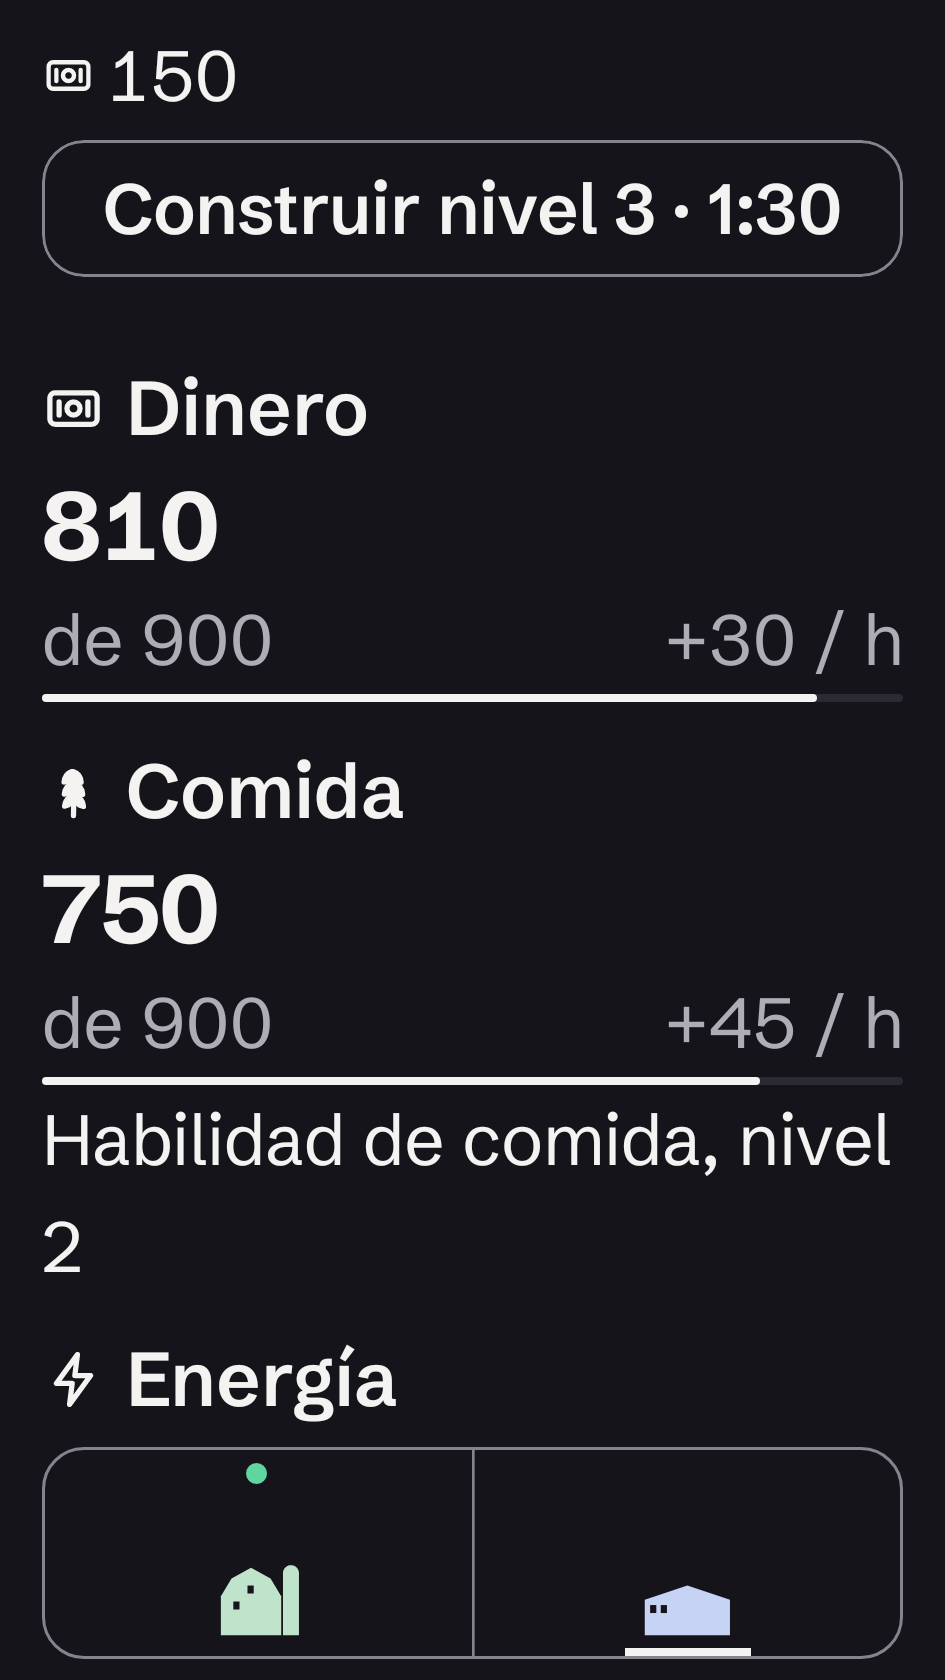 150
Construir nivel 3 · 1:30
Dinero
810
de 900 +30 / h
Comida
750
de 900 +45 / h
Habilidad de comida, nivel
2
Energía